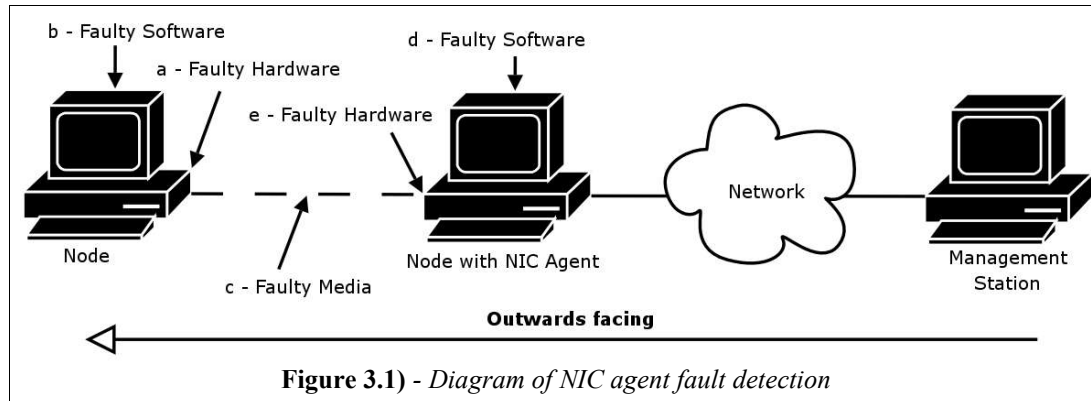 b - Faulty Software
d - Faulty Software
a - Faulty Hardware
e - Faulty Hardware
Network
Node
Node with NIC Agent
Management
Station
c - Faulty Media
Outwards facing
Figure 3.1) - Diagram of NIC agent fault detection